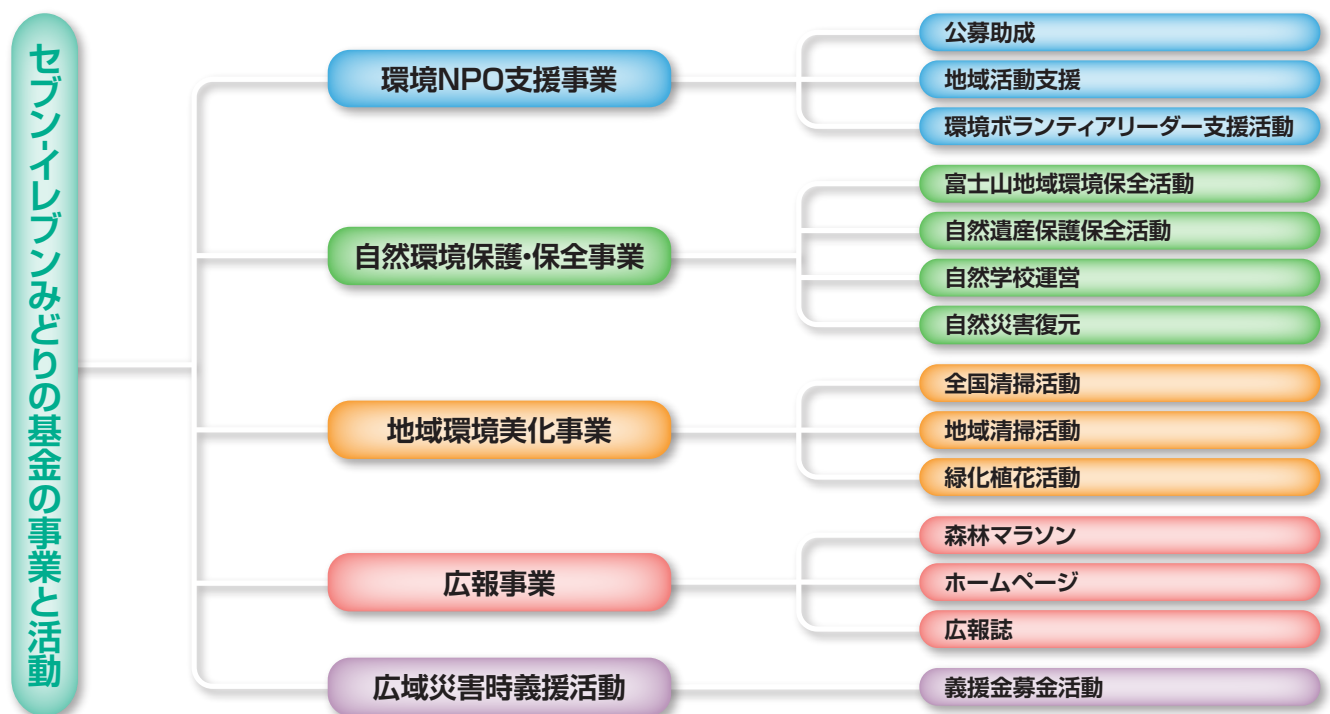 セブン-イレブンみどりの基金の事業と活動
環境NPO支援事業
公募助成
地域活動支援
環境ボランティアリーダー支援活動
自然環境保護・保全事業
富士山地域環境保全活動
自然遺産保護保全活動
自然学校運営
自然災害復元
地域環境美化事業
全国清掃活動
地域清掃活動
緑化植花活動
広報事業
森林マラソン
ホームページ
広報誌
広域災害時義援活動
義援金募金活動